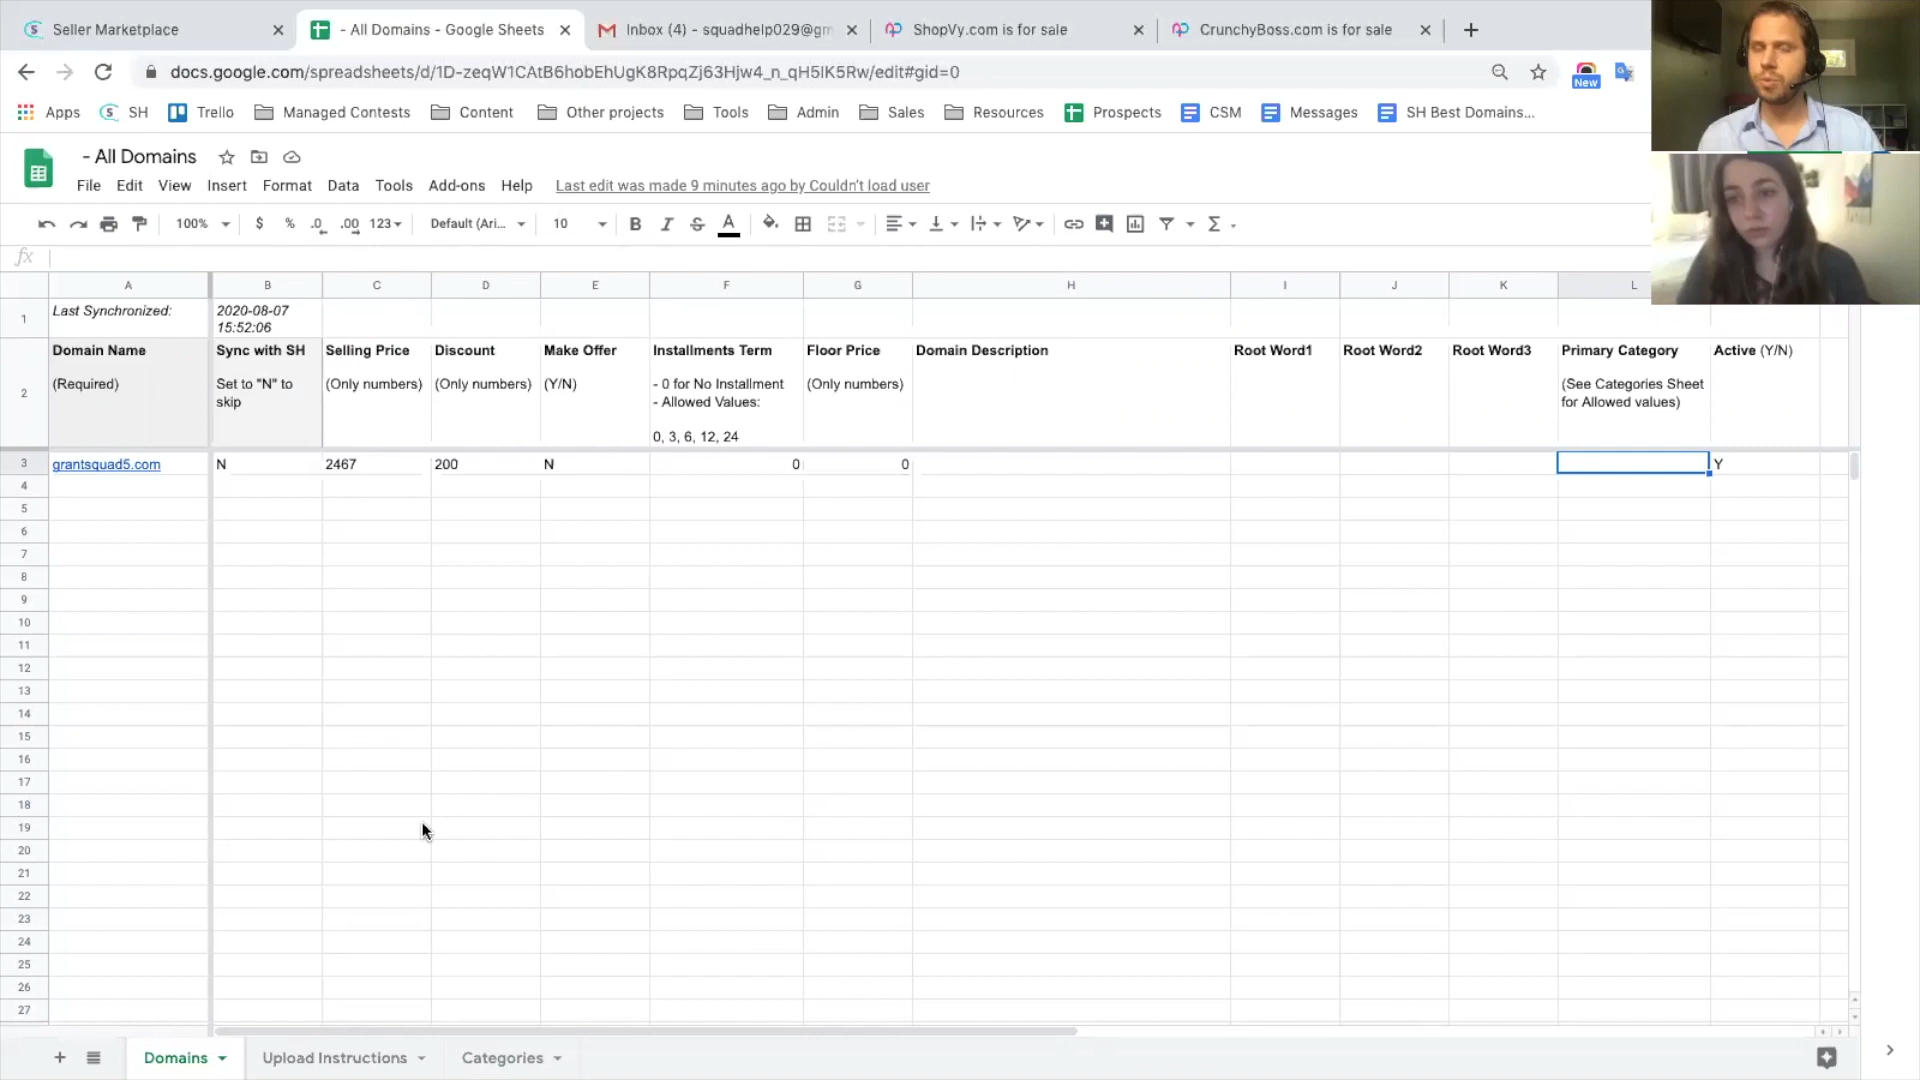 Seller Marketplace
- All Domains - Google Sheets
Inbox (4) - squadhelp029@gm
ShopVy.com is for sale
CrunchyBoss.com is for sale
docs.google.com/spreadsheets/d/1D-zeqW1CAtB6hobEhUgK8RpqZj63Hjw4_n_qH5IK5Rw/edit#gid=0
New
Apps
SH
Trello
Managed Contests
Content
Other projects
Tools
Admin
Sales
Resources
Prospects
CSM
Messages
SH Best Domains...
- All Domains
File Edit View Insert Format Data Tools Add-ons Help Last edit was made 9 minutes ago by Couldn't load user
100% $ % .0 .00 123 Default (Ari... 10 B I S A Σ
fx
A B C D E F G H I J K L
1 Last Synchronized: 2020-08-07
15:52:06
2
Domain Name
(Required)
Sync with SH
Set to "N" to
skip
Selling Price
(Only numbers)
Discount
(Only numbers)
Make Offer
(Y/N)
Installments Term
- 0 for No Installment
- Allowed Values:
0, 3, 6, 12, 24
Floor Price
(Only numbers)
Domain Description
Root Word1
Root Word2
Root Word3
Primary Category
(See Categories Sheet
for Allowed values)
Active (Y/N)
3 grantsquad5.com N 2467 200 N 0 0 Y
4
5
6
7
8
9
10
11
12
13
14
15
16
17
18
19
20
21
22
23
24
25
26
27
Domains
Upload Instructions
Categories